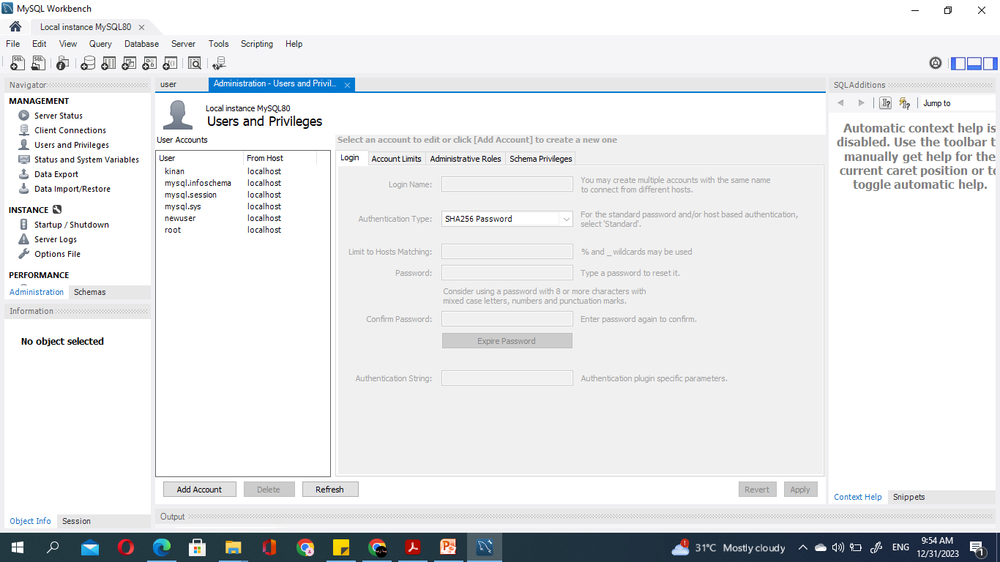 MySQL Workbench
Local instance MySQL80
File Edit View Query Database Server Tools Scripting Help
Navigator
MANAGEMENT
Server Status
Client Connections
Users and Privileges
Status and System Variables
Data Export
Data Import/Restore
INSTANCE
Startup / Shutdown
Server Logs
Options File
PERFORMANCE
Administration Schemas
Information
No object selected
Object Info Session
user Administration - Users and Privil...
Local instance MySQL80
Users and Privileges
User Accounts
User From Host
kinan localhost
mysql.infoschema localhost
mysql.session localhost
mysql.sys localhost
newuser localhost
root localhost
Add Account Delete Refresh
Select an account to edit or click [Add Account] to create a new one
Login Account Limits Administrative Roles Schema Privileges
Login Name: You may create multiple accounts with the same name
to connect from different hosts.
Authentication Type: SHA256 Password For the standard password and/or host based authentication,
select 'Standard'.
Limit to Hosts Matching: % and _ wildcards may be used
Password: Type a password to reset it.
Consider using a password with 8 or more characters with
mixed case letters, numbers and punctuation marks.
Confirm Password: Enter password again to confirm.
Expire Password
Authentication String: Authentication plugin specific parameters.
Revert Apply
Output
SQLAdditions
Jump to
Automatic context help is
disabled. Use the toolbar t
manually get help for the
current caret position or to
toggle automatic help.
Context Help Snippets
31°C Mostly cloudy
ENG
9:54 AM
12/31/2023